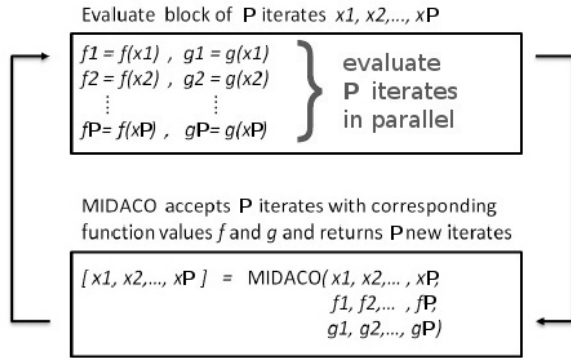 Evaluate block of P iterates x1, x2,..., xP
f1 = f(x1) , g1 = g(x1)
f2 = f(x2) , g2 = g(x2)
⋮ ⋮
fP= f(xP) , gP= g(xP)
evaluate
P iterates
in parallel
MIDACO accepts P iterates with corresponding
function values f and g and returns P new iterates
[ x1, x2,..., xP ] = MIDACO( x1, x2,... , xP,
f1, f2,... , fP,
g1, g2,..., gP)